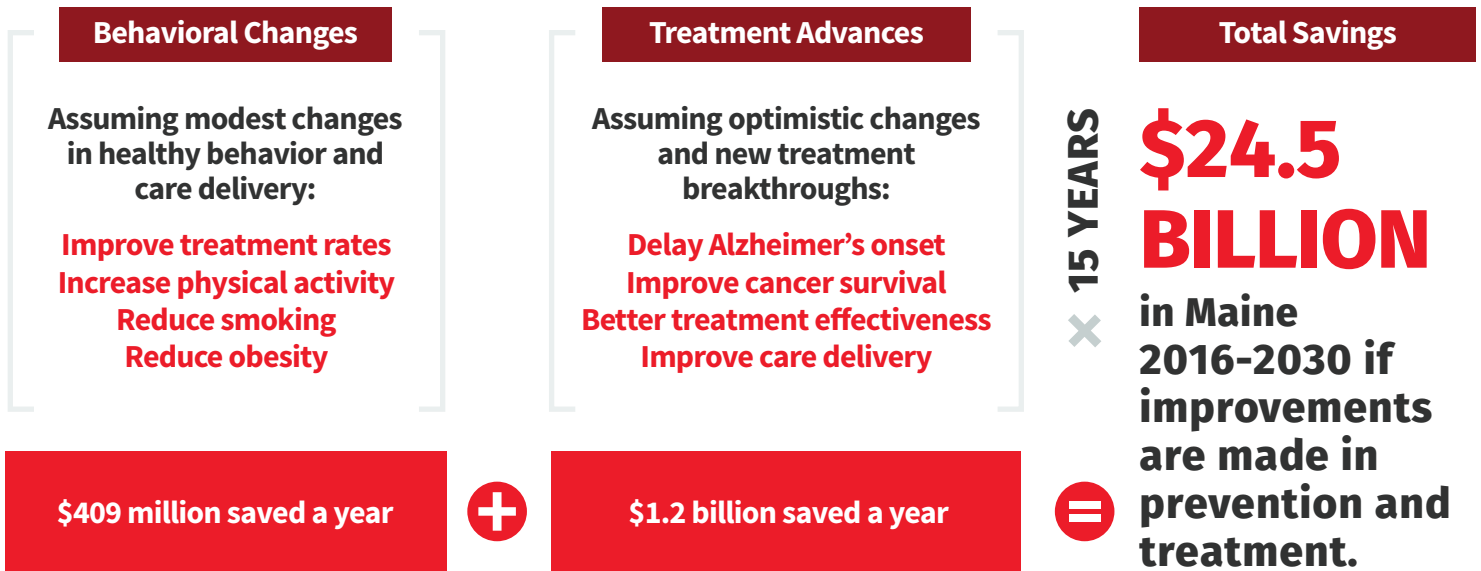 Behavioral Changes
Assuming modest changes
in healthy behavior and
care delivery:
Improve treatment rates
Increase physical activity
Reduce smoking
Reduce obesity
$409 million saved a year
+
Treatment Advances
Assuming optimistic changes
and new treatment
breakthroughs:
Delay Alzheimer’s onset
Improve cancer survival
Better treatment effectiveness
Improve care delivery
$1.2 billion saved a year
× 15 YEARS
=
Total Savings
$24.5
BILLION
in Maine
2016-2030 if
improvements
are made in
prevention and
treatment.